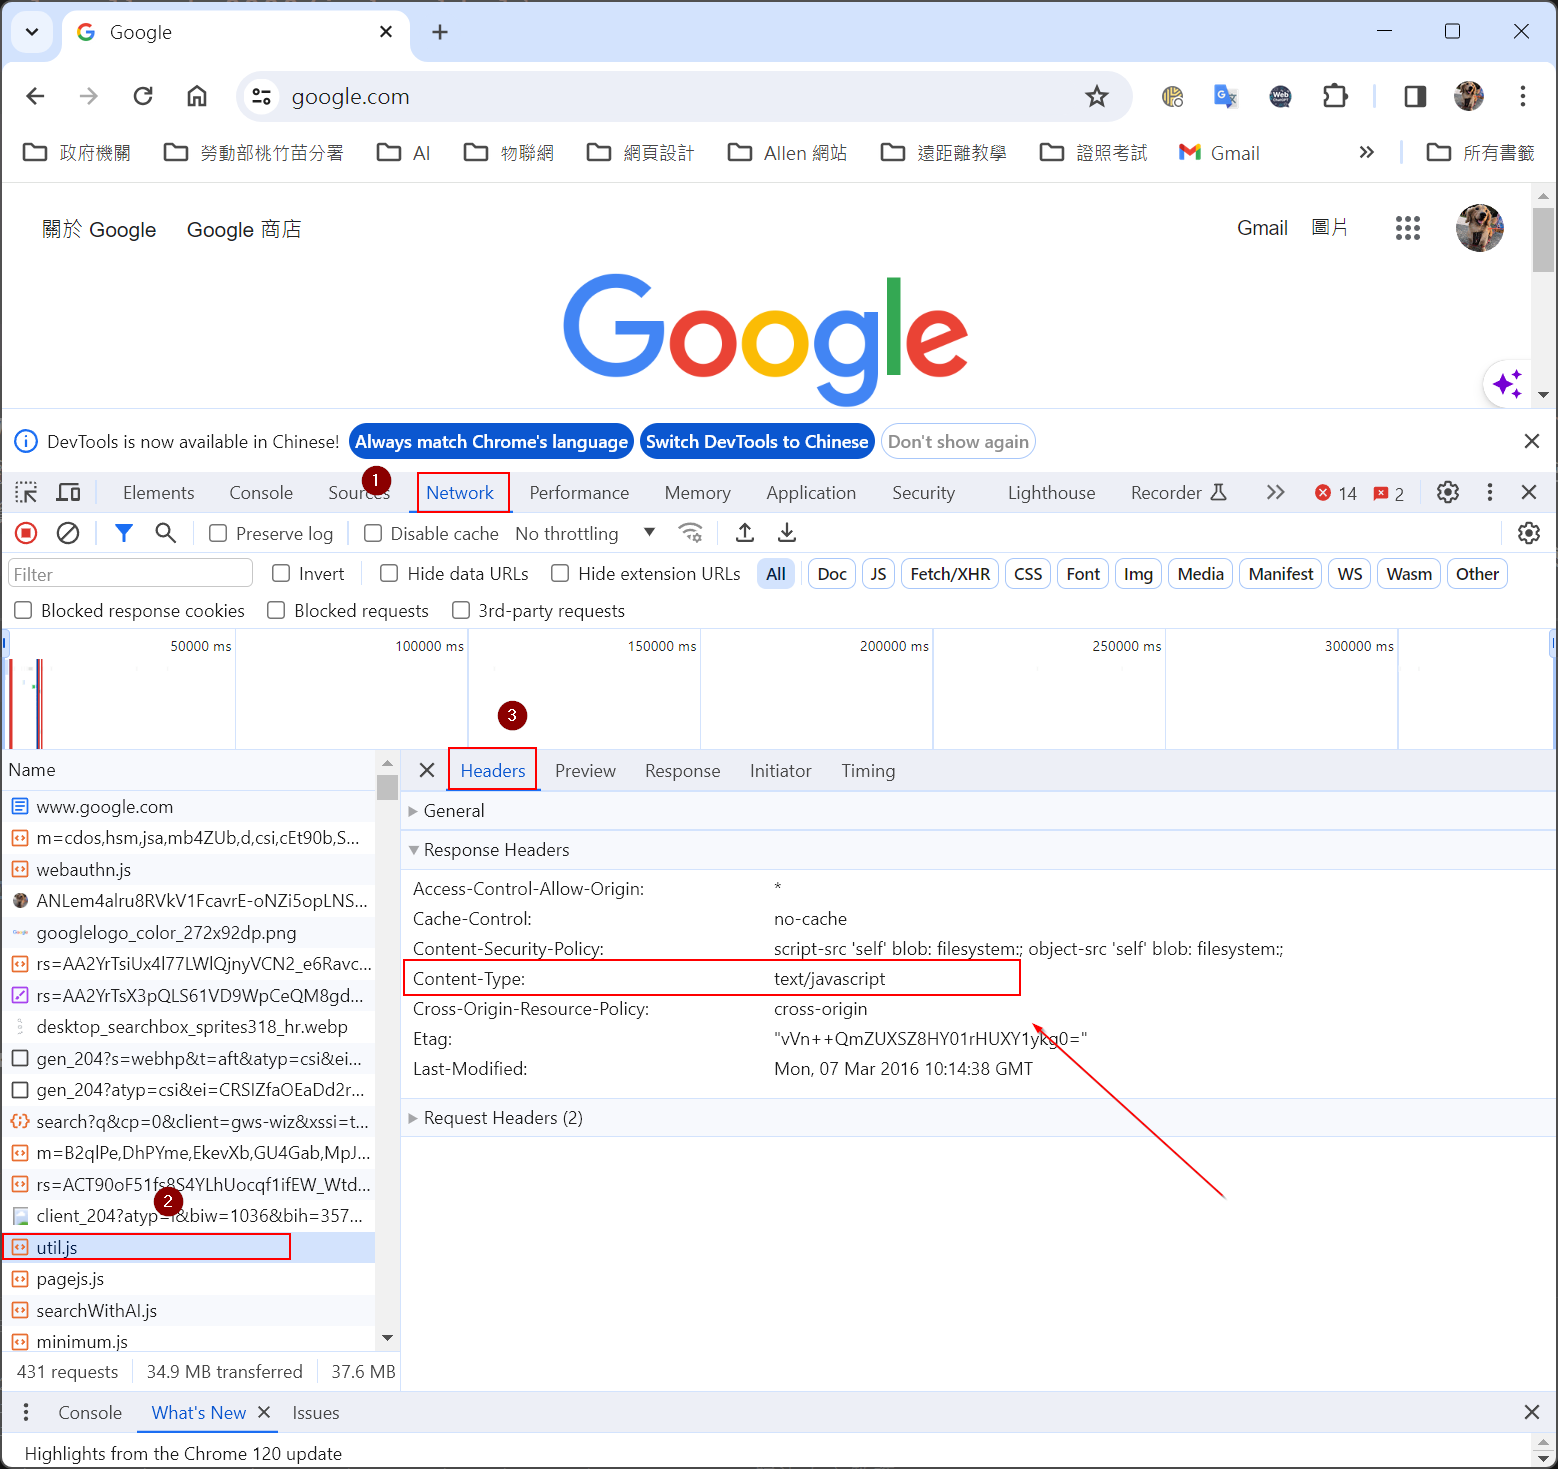 Google
google.com
政府機關 勞動部桃竹苗分署 AI 物聯網 網頁設計 Allen 網站 遠距離教學 證照考試 Gmail 所有書籤
關於 Google Google 商店 Gmail 圖片
Google
DevTools is now available in Chinese! Always match Chrome's language Switch DevTools to Chinese Don't show again
1
Elements Console Sources Network Performance Memory Application Security Lighthouse Recorder 14 2
Preserve log Disable cache No throttling
Filter Invert Hide data URLs Hide extension URLs All Doc JS Fetch/XHR CSS Font Img Media Manifest WS Wasm Other
Blocked response cookies Blocked requests 3rd-party requests
50000 ms 100000 ms 150000 ms 200000 ms 250000 ms 300000 ms
3
Name
www.google.com
m=cdos,hsm,jsa,mb4ZUb,d,csi,cEt90b,S...
webauthn.js
ANLem4alru8RVkV1FcavrE-oNZi5opLNS...
googlelogo_color_272x92dp.png
rs=AA2YrTsiUx4l77LWlQjnyVCN2_e6Ravc...
rs=AA2YrTsX3pQLS61VD9WpCeQM8gd...
desktop_searchbox_sprites318_hr.webp
gen_204?s=webhp&t=aft&atyp=csi&ei...
gen_204?atyp=csi&ei=CRSIZfaOEaDd2r...
search?q&cp=0&client=gws-wiz&xssi=t...
m=B2qlPe,DhPYme,EkevXb,GU4Gab,MpJ...
rs=ACT90oF51fs8S4YLhUocqf1ifEW_Wtd...
2
client_204?atyp=i&biw=1036&bih=357...
util.js
pagejs.js
searchWithAI.js
minimum.js
431 requests 34.9 MB transferred 37.6 MB
Headers Preview Response Initiator Timing
General
Response Headers
Access-Control-Allow-Origin: *
Cache-Control: no-cache
Content-Security-Policy: script-src 'self' blob: filesystem:; object-src 'self' blob: filesystem:;
Content-Type: text/javascript
Cross-Origin-Resource-Policy: cross-origin
Etag: "vVn++QmZUXSZ8HY01rHUXY1ykg0="
Last-Modified: Mon, 07 Mar 2016 10:14:38 GMT
Request Headers (2)
Console What's New Issues
Highlights from the Chrome 120 update